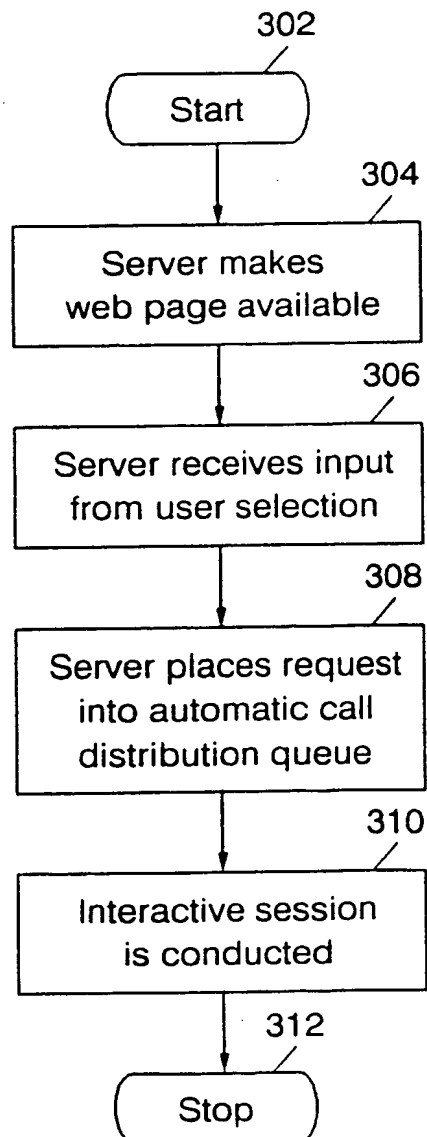 302
Start
304
Server makes
web page available
306
Server receives input
from user selection
308
Server places request
into automatic call
distribution queue
310
Interactive session
is conducted
312
Stop